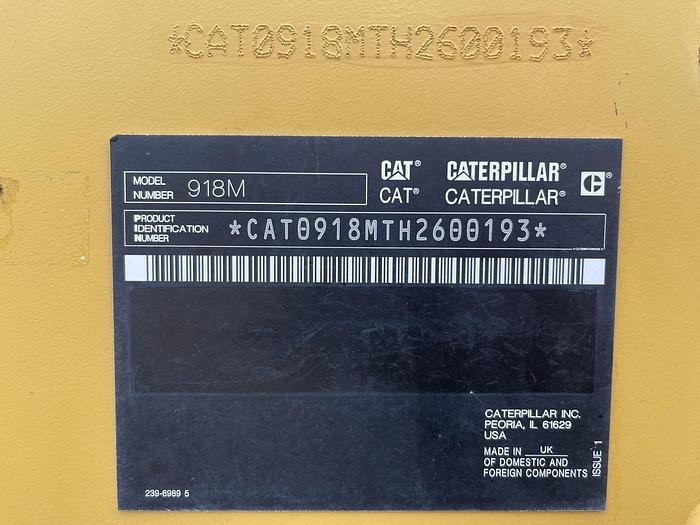 *CAT0918MTH2600193*
CAT® CATERPILLAR® C®
CAT® CATERPILLAR®
MODEL NUMBER 918M
PRODUCT IDENTIFICATION NUMBER *CAT0918MTH2600193*
CATERPILLAR INC.
PEORIA, IL 61629
USA
MADE IN UK
OF DOMESTIC AND
FOREIGN COMPONENTS
ISSUE 1
239-6989 5